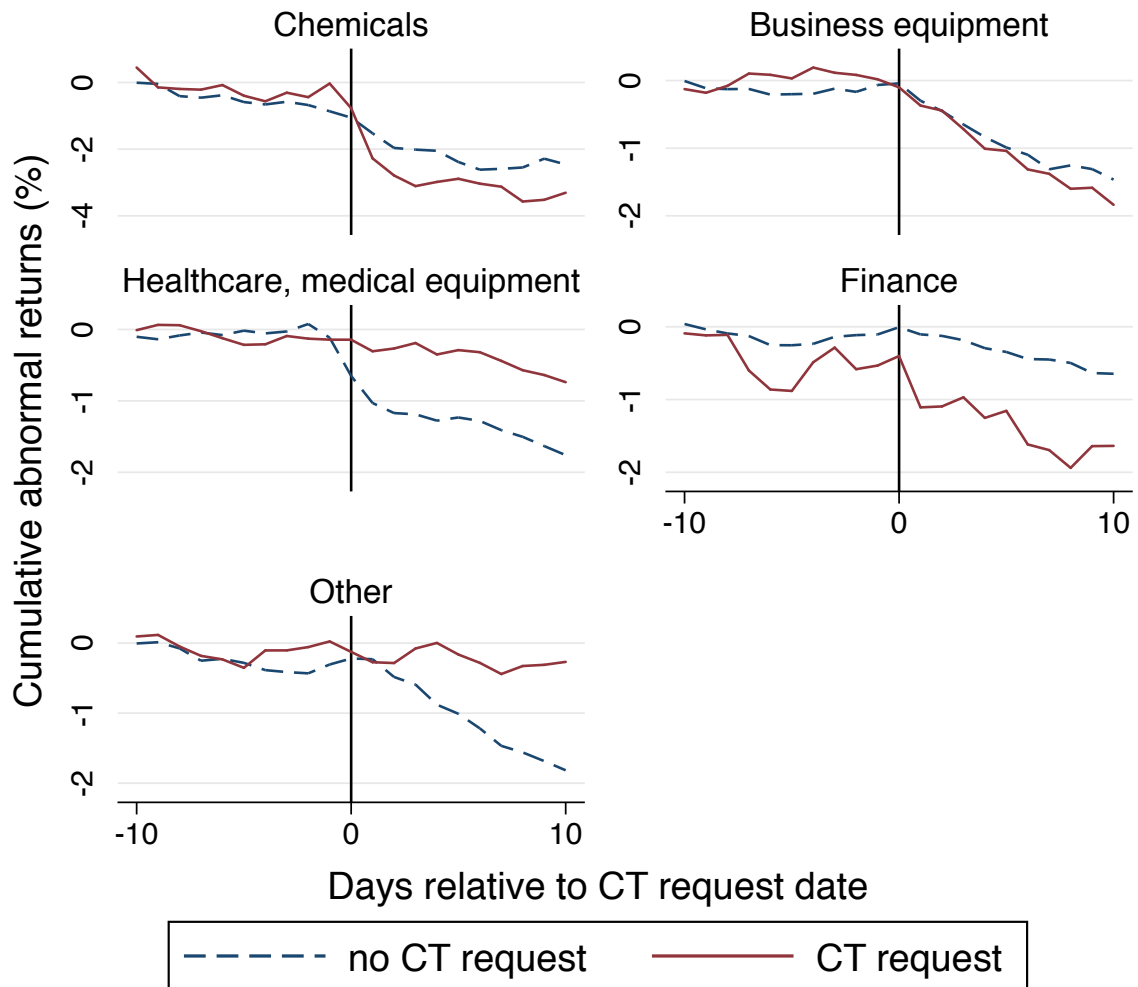 Chemicals
Business equipment
0
-2
-4
0
-1
-2
Healthcare, medical equipment
Finance
0
-1
-2
0
-1
-2
-10
0
10
Other
0
-1
-2
-10
0
10
Cumulative abnormal returns (%)
Days relative to CT request date
no CT request
CT request